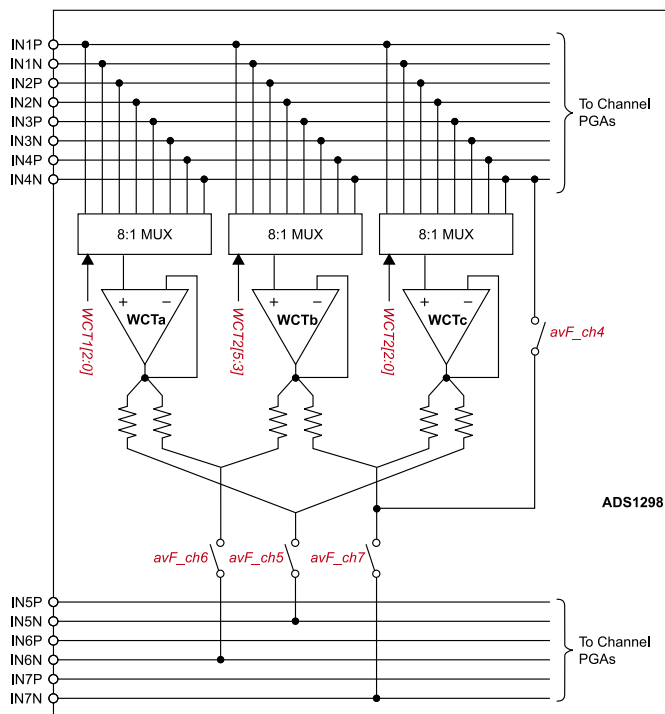 IN1P
IN1N
IN2P
IN2N
IN3P
IN3N
IN4P
IN4N
To Channel
PGAs
8:1 MUX
8:1 MUX
8:1 MUX
+ −
+ −
+ −
WCTa
WCTb
WCTc
WCT1[2:0]
WCT2[5:3]
WCT2[2:0]
avF_ch4
ADS1298
avF_ch6
avF_ch5
avF_ch7
IN5P
IN5N
IN6P
IN6N
IN7P
IN7N
To Channel
PGAs